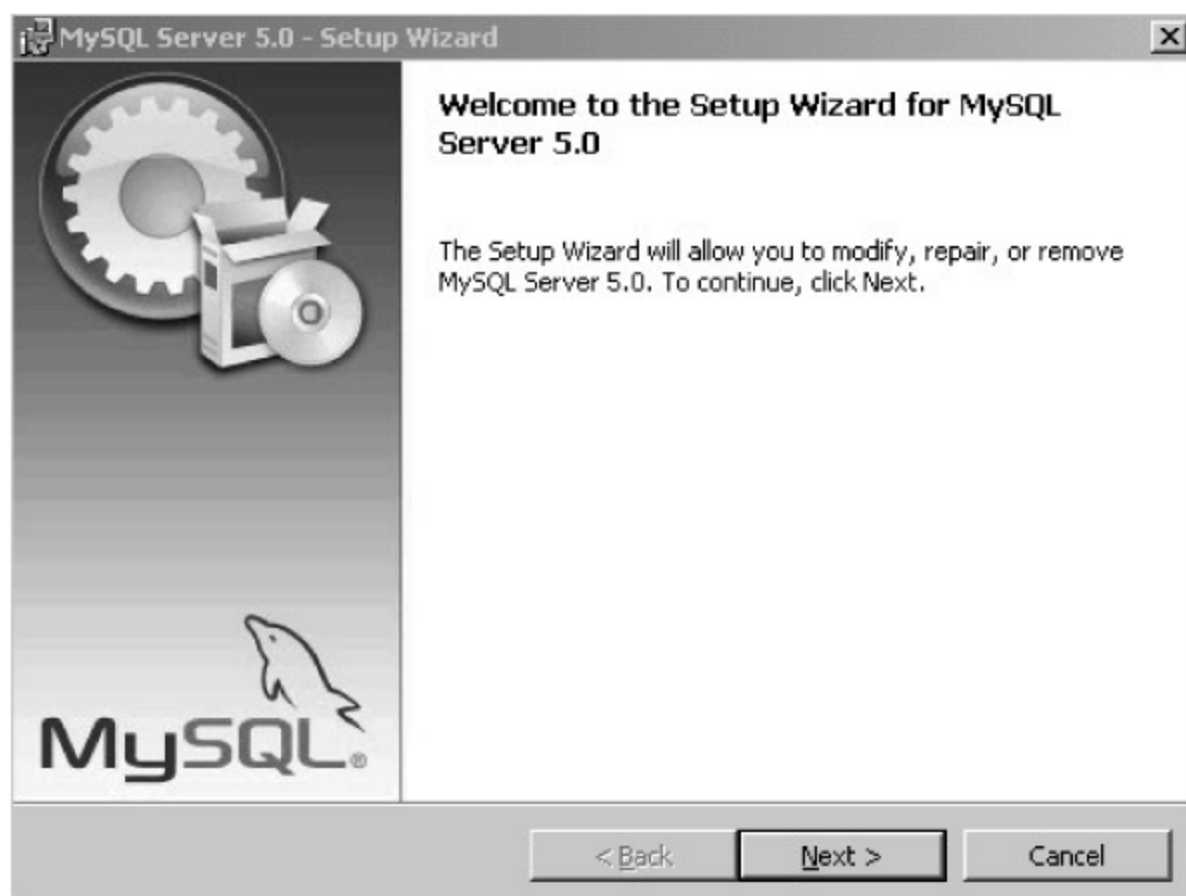 MySQL Server 5.0 - Setup Wizard
Welcome to the Setup Wizard for MySQL
Server 5.0
The Setup Wizard will allow you to modify, repair, or remove
MySQL Server 5.0. To continue, click Next.
MySQL®
< Back
Next >
Cancel